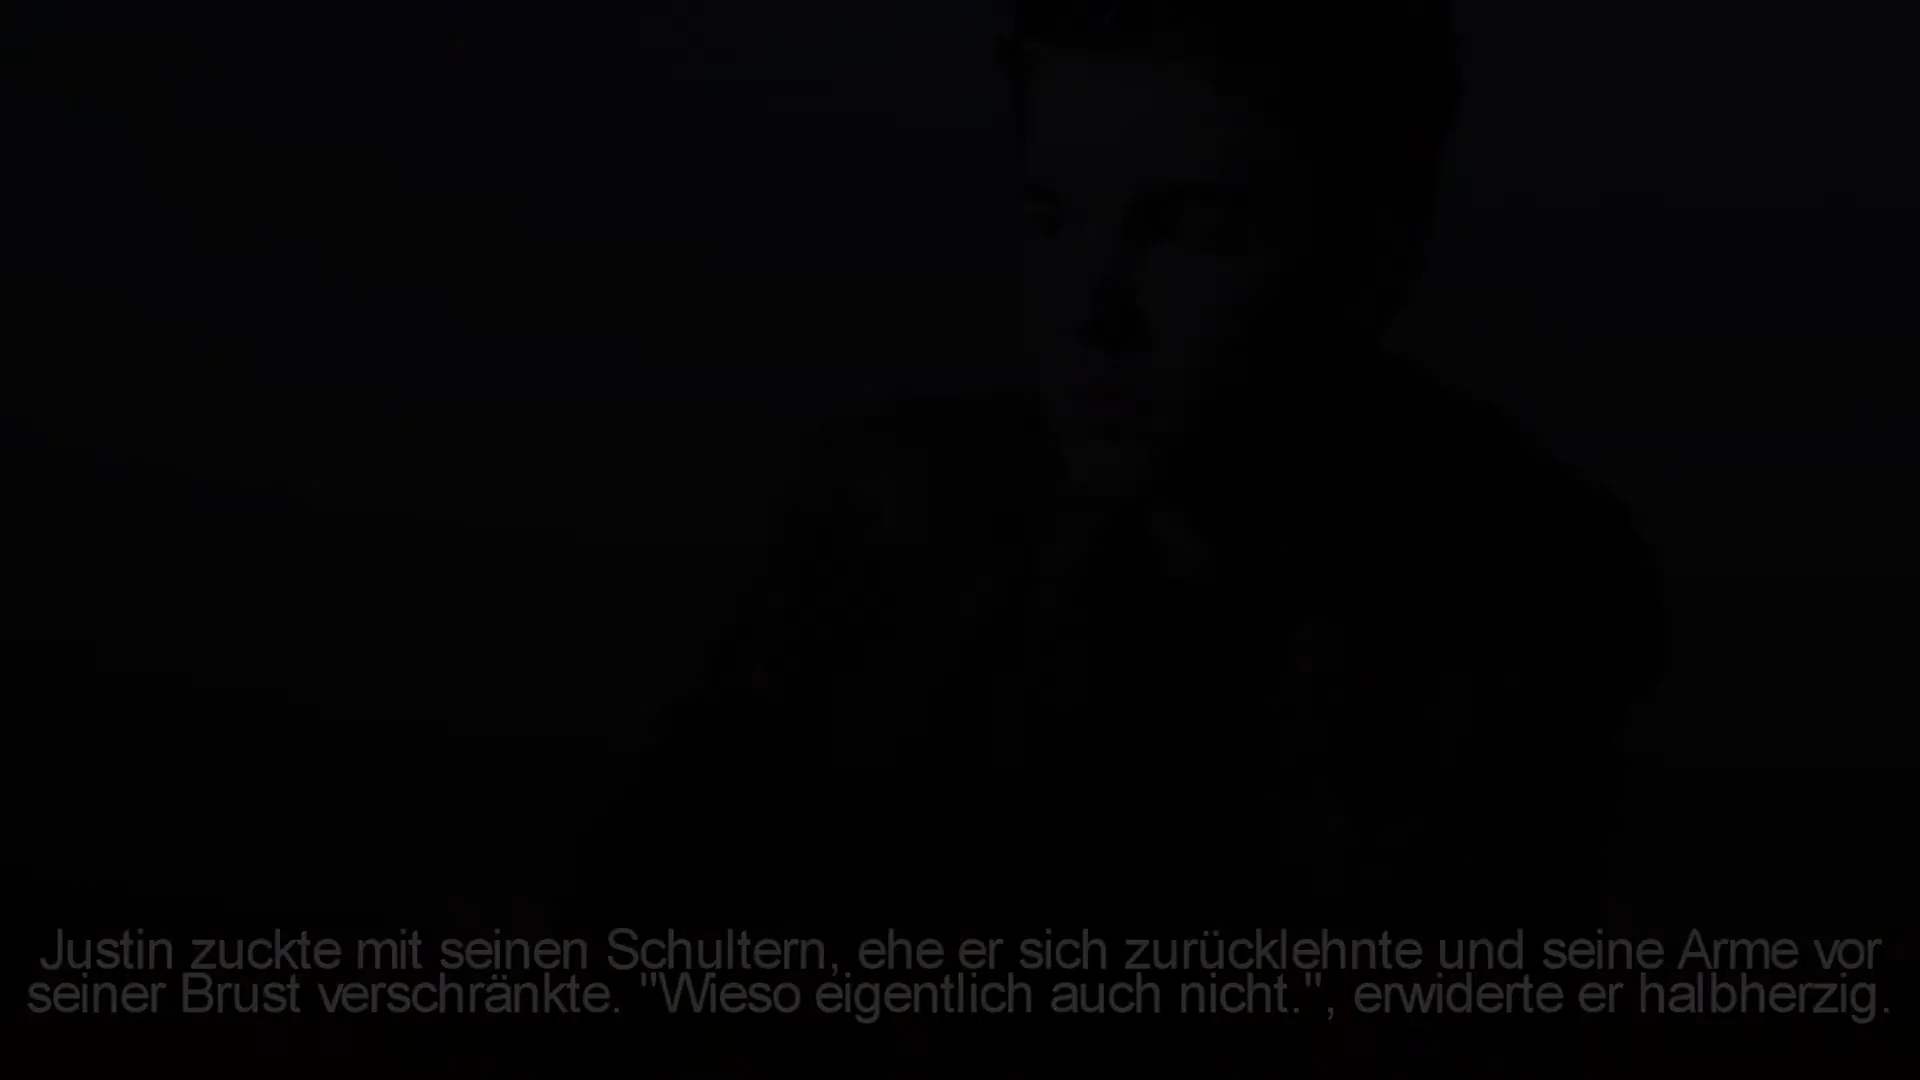 Justin zuckte mit seinen Schultern, ehe er sich zurücklehnte und seine Arme vor
seiner Brust verschränkte. "Wieso eigentlich auch nicht.", erwiderte er halbherzig.